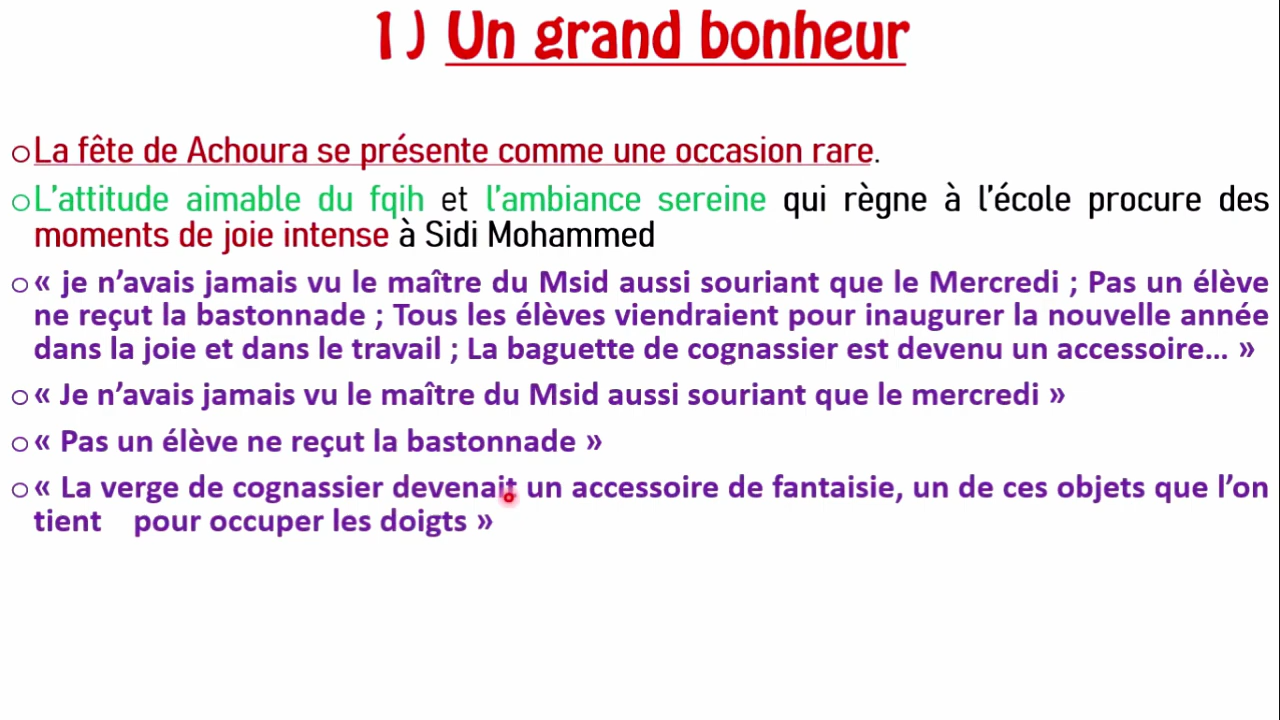 1) Un grand bonheur
○La fête de Achoura se présente comme une occasion rare.
○L’attitude aimable du fqih et l’ambiance sereine qui règne à l’école procure des
moments de joie intense à Sidi Mohammed
○« je n’avais jamais vu le maître du Msid aussi souriant que le Mercredi ; Pas un élève
ne reçut la bastonnade ; Tous les élèves viendraient pour inaugurer la nouvelle année
dans la joie et dans le travail ; La baguette de cognassier est devenu un accessoire... »
○« Je n’avais jamais vu le maître du Msid aussi souriant que le mercredi »
○« Pas un élève ne reçut la bastonnade »
○« La verge de cognassier devenait un accessoire de fantaisie, un de ces objets que l’on
tient pour occuper les doigts »